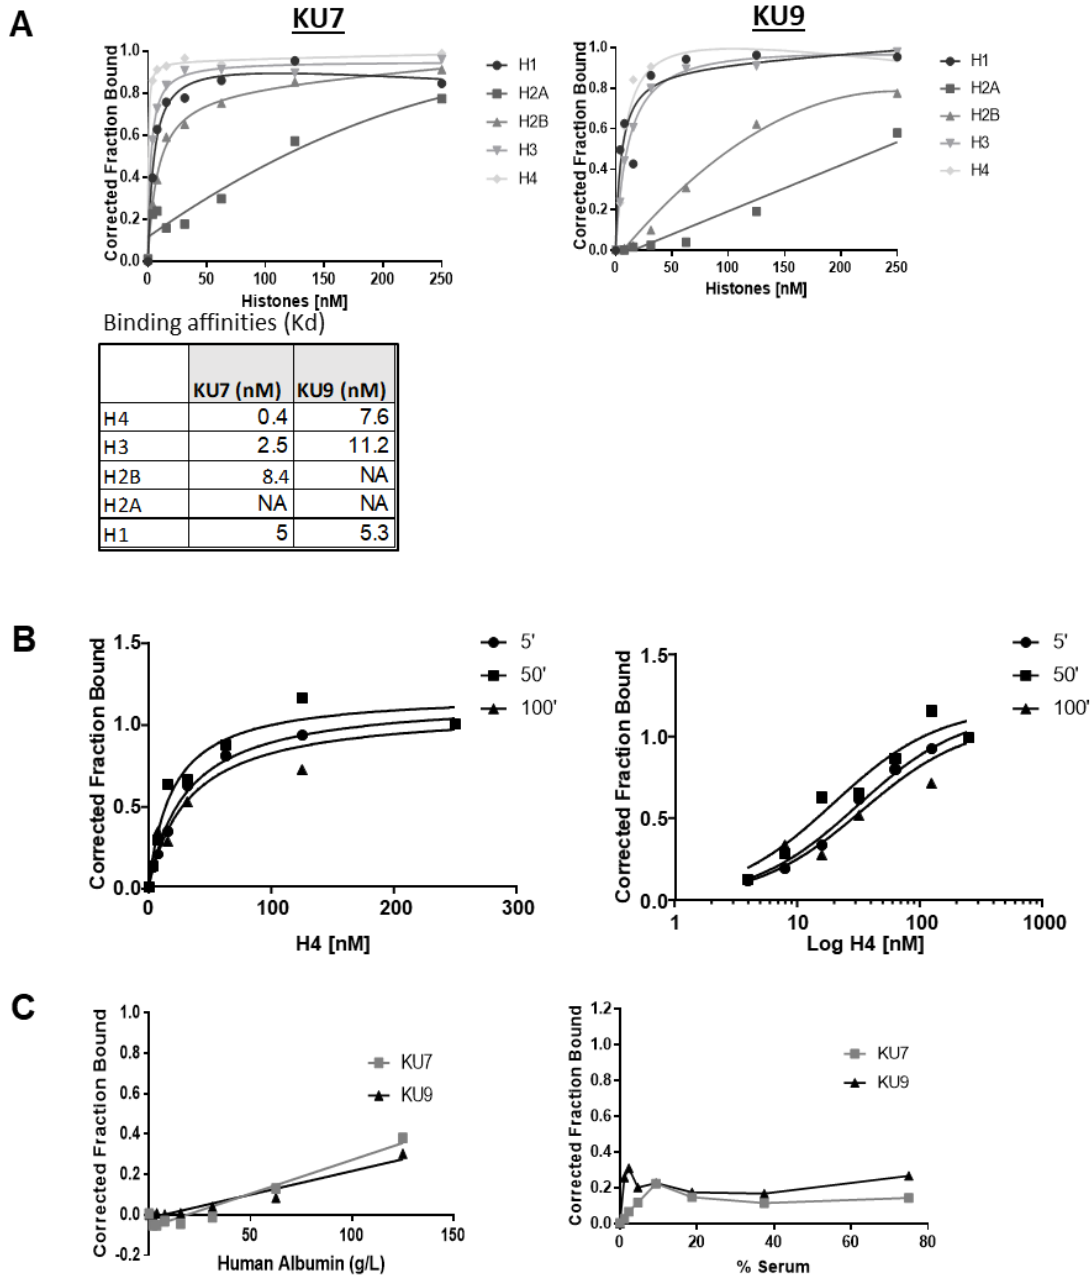 A
KU7
KU9
Corrected Fraction Bound
1.0
0.8
0.6
0.4
0.2
0.0
0 50 100 150 200 250
Histones [nM]
H1
H2A
H2B
H3
H4
Corrected Fraction Bound
1.0
0.8
0.6
0.4
0.2
0.0
0 50 100 150 200 250
Histones [nM]
H1
H2A
H2B
H3
H4
Binding affinities (Kd)
KU7 (nM) KU9 (nM)
H4 0.4 7.6
H3 2.5 11.2
H2B 8.4 NA
H2A NA NA
H1 5 5.3
B
Corrected Fraction Bound
1.5
1.0
0.5
0.0
0 100 200 300
H4 [nM]
5'
50'
100'
Corrected Fraction Bound
1.5
1.0
0.5
0.0
1 10 100 1000
Log H4 [nM]
5'
50'
100'
C
Corrected Fraction Bound
1.0
0.8
0.6
0.4
0.2
0.0
-0.2
50 100 150
Human Albumin (g/L)
KU7
KU9
Corrected Fraction Bound
1.2
1.0
0.8
0.6
0.4
0.2
0.0
0 20 40 60 80
% Serum
KU7
KU9